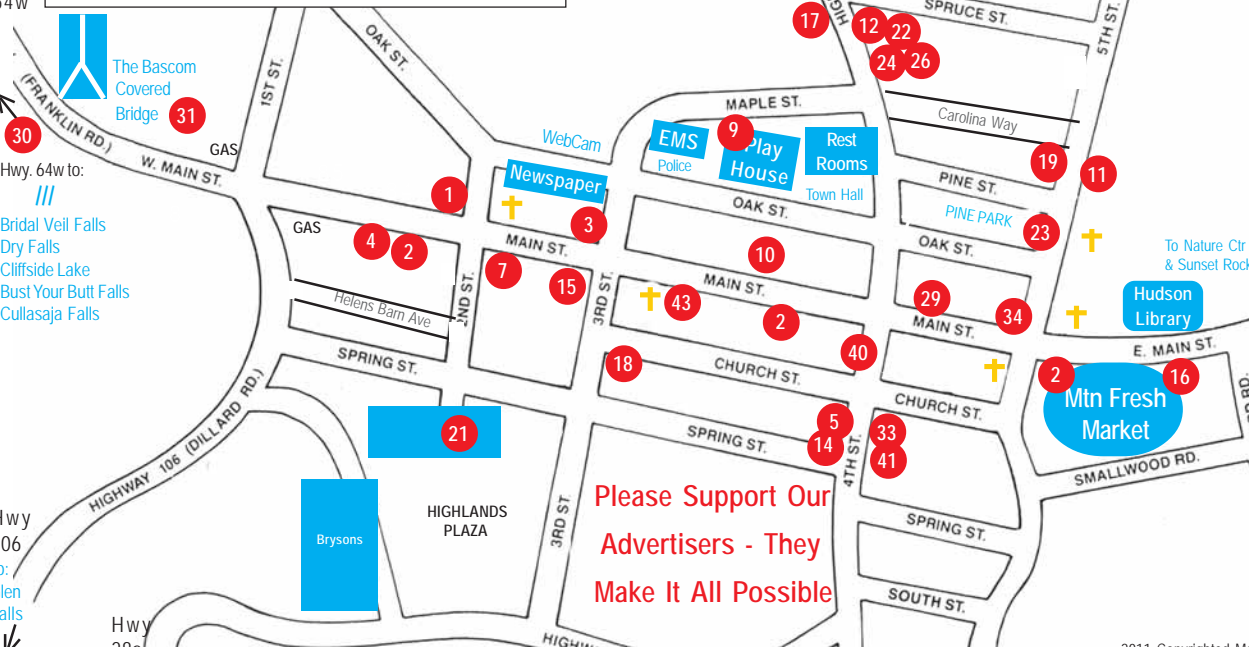 64w
SPRUCE ST.
17
12
22
24
26
5TH ST.
OAK ST.
1ST ST.
The Bascom
Covered
Bridge
31
30
(FRANKLIN RD.)
GAS
W. MAIN ST.
Hwy. 64w to:
Bridal Veil Falls
Dry Falls
Cliffside Lake
Bust Your Butt Falls
Cullasaja Falls
MAPLE ST.
Carolina Way
WebCam
EMS
Police
9
Play
House
Rest
Rooms
Town Hall
Newspaper
1
3
19
11
PINE ST.
PINE PARK
23
OAK ST.
OAK ST.
To Nature Ctr
& Sunset Rock
GAS
4
2
7
15
MAIN ST.
10
MAIN ST.
43
2
29
34
MAIN ST.
Hudson
Library
E. MAIN ST.
Helens Barn Ave
2ND ST.
3RD ST.
SPRING ST.
18
CHURCH ST.
40
CHURCH ST.
2
16
Mtn Fresh
Market
SMALLWOOD RD.
HIGHWAY 106 (DILLARD RD.)
21
SPRING ST.
5
14
33
41
4TH ST.
HIGHLANDS
PLAZA
Brysons
3RD ST.
Please Support Our
Advertisers - They
Make It All Possible
SPRING ST.
SOUTH ST.
Hwy